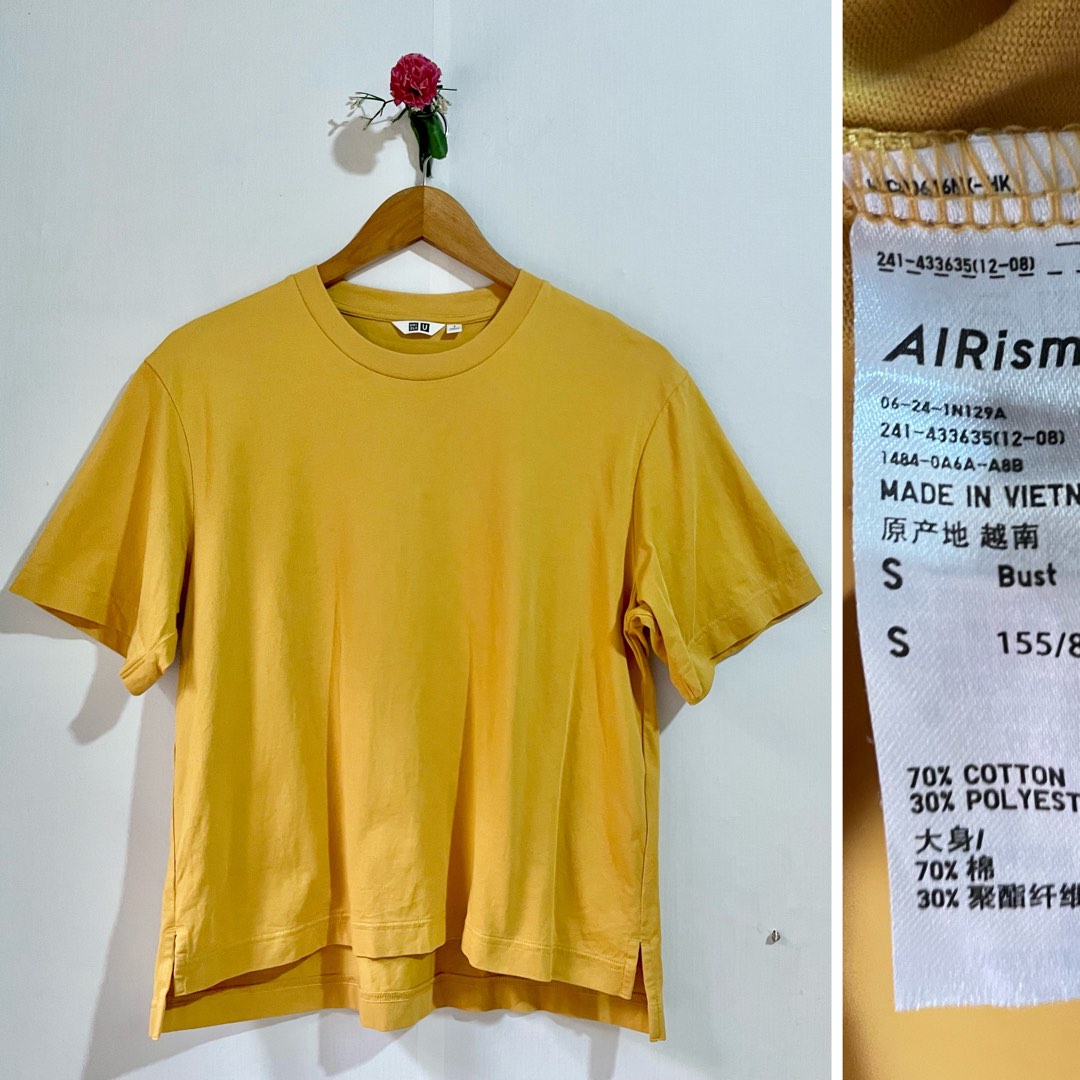 U
241-433635(12-08)
AIRism
06-24-1N129A
241-433635(12-08)
1484-0A6A-A8B
MADE IN VIETN
原产地 越南
S Bust
S 155/8
70% COTTON
30% POLYEST
大身/
70% 棉
30% 聚酯纤维